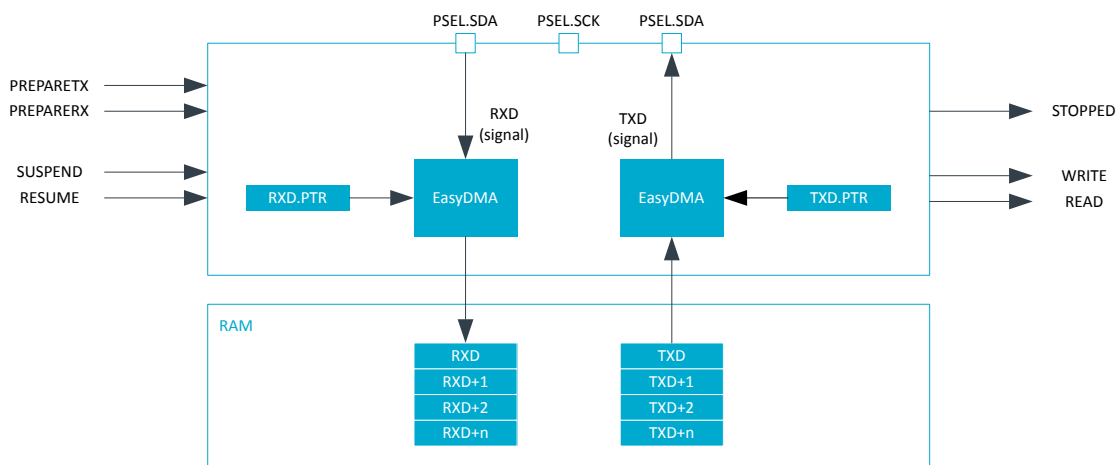 PSEL.SDA
PSEL.SCK
PSEL.SDA
PREPARETX
PREPARERX
SUSPEND
RESUME
RXD
(signal)
TXD
(signal)
RXD.PTR
EasyDMA
EasyDMA
TXD.PTR
STOPPED
WRITE
READ
RAM
RXD
RXD+1
RXD+2
RXD+n
TXD
TXD+1
TXD+2
TXD+n